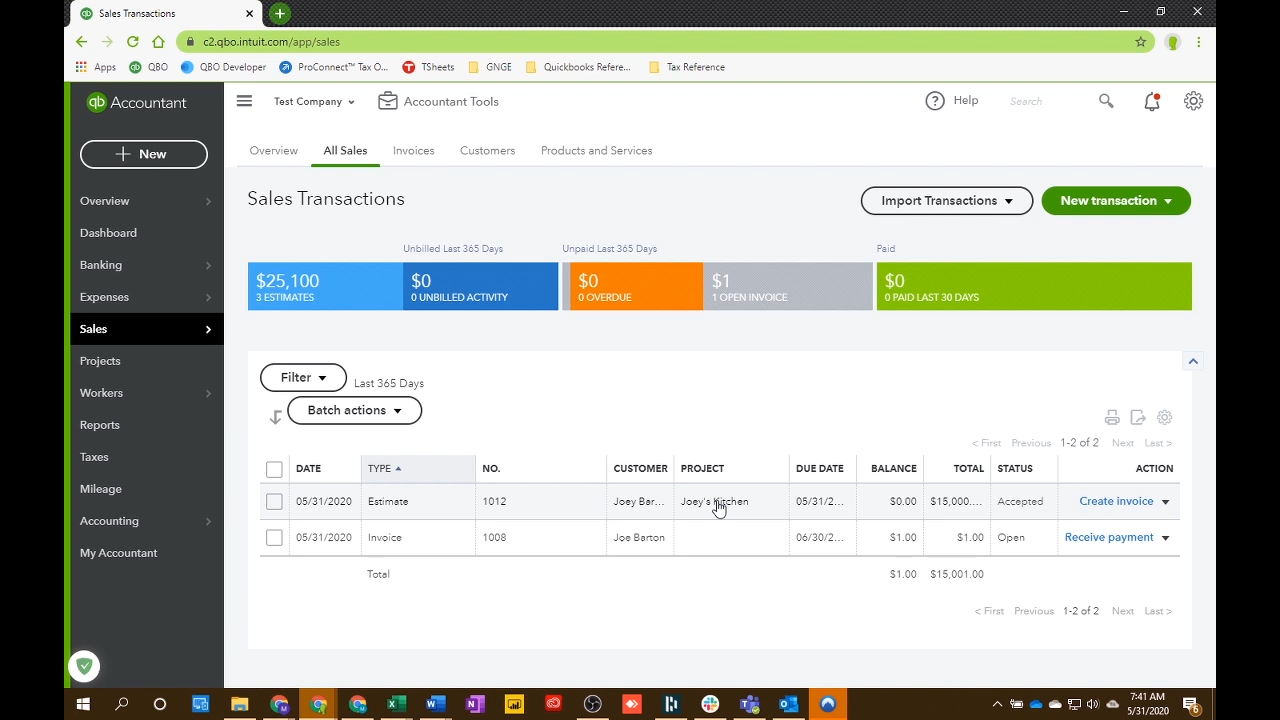 Sales Transactions
c2.qbo.intuit.com/app/sales
Apps QBO QBO Developer ProConnect™ Tax O... TSheets GNGE Quickbooks Refere... Tax Reference
qb Accountant
Test Company
Accountant Tools
Help
Search
New
Overview
Dashboard
Banking
Expenses
Sales
Projects
Workers
Reports
Taxes
Mileage
Accounting
My Accountant
Overview All Sales Invoices Customers Products and Services
Sales Transactions
Import Transactions
New transaction
Unbilled Last 365 Days Unpaid Last 365 Days Paid
$25,100 $0 $0 $1 $0
3 ESTIMATES 0 UNBILLED ACTIVITY 0 OVERDUE 1 OPEN INVOICE 0 PAID LAST 30 DAYS
Filter Last 365 Days
Batch actions
< First Previous 1-2 of 2 Next Last >
DATE TYPE NO. CUSTOMER PROJECT DUE DATE BALANCE TOTAL STATUS ACTION
05/31/2020 Estimate 1012 Joey Bar... Joey's Kitchen 05/31/2... $0.00 $15,000.... Accepted Create invoice
05/31/2020 Invoice 1008 Joe Barton 06/30/2... $1.00 $1.00 Open Receive payment
Total $1.00 $15,001.00
< First Previous 1-2 of 2 Next Last >
7:41 AM
5/31/2020